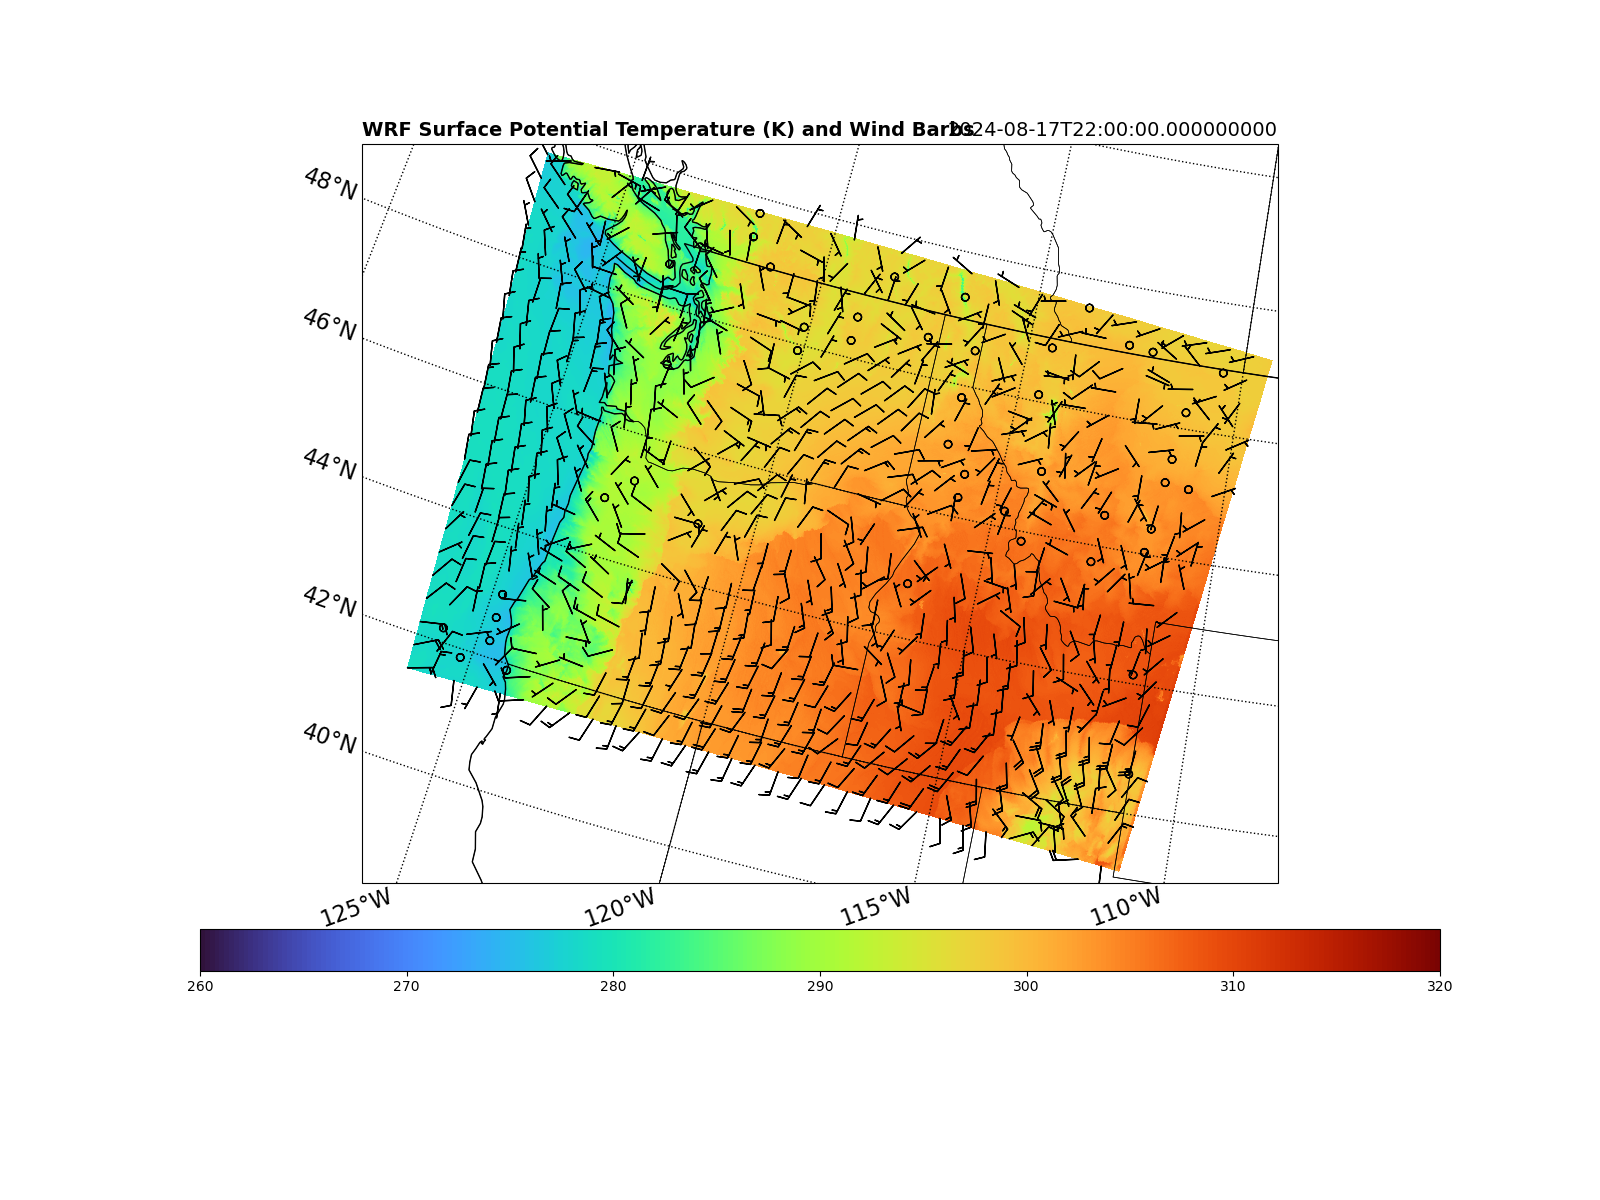 WRF Surface Potential Temperature (K) and Wind Barbs 2024-08-17T22:00:00.000000000
48°N
46°N
44°N
42°N
40°N
125°W 120°W 115°W 110°W
260 270 280 290 300 310 320